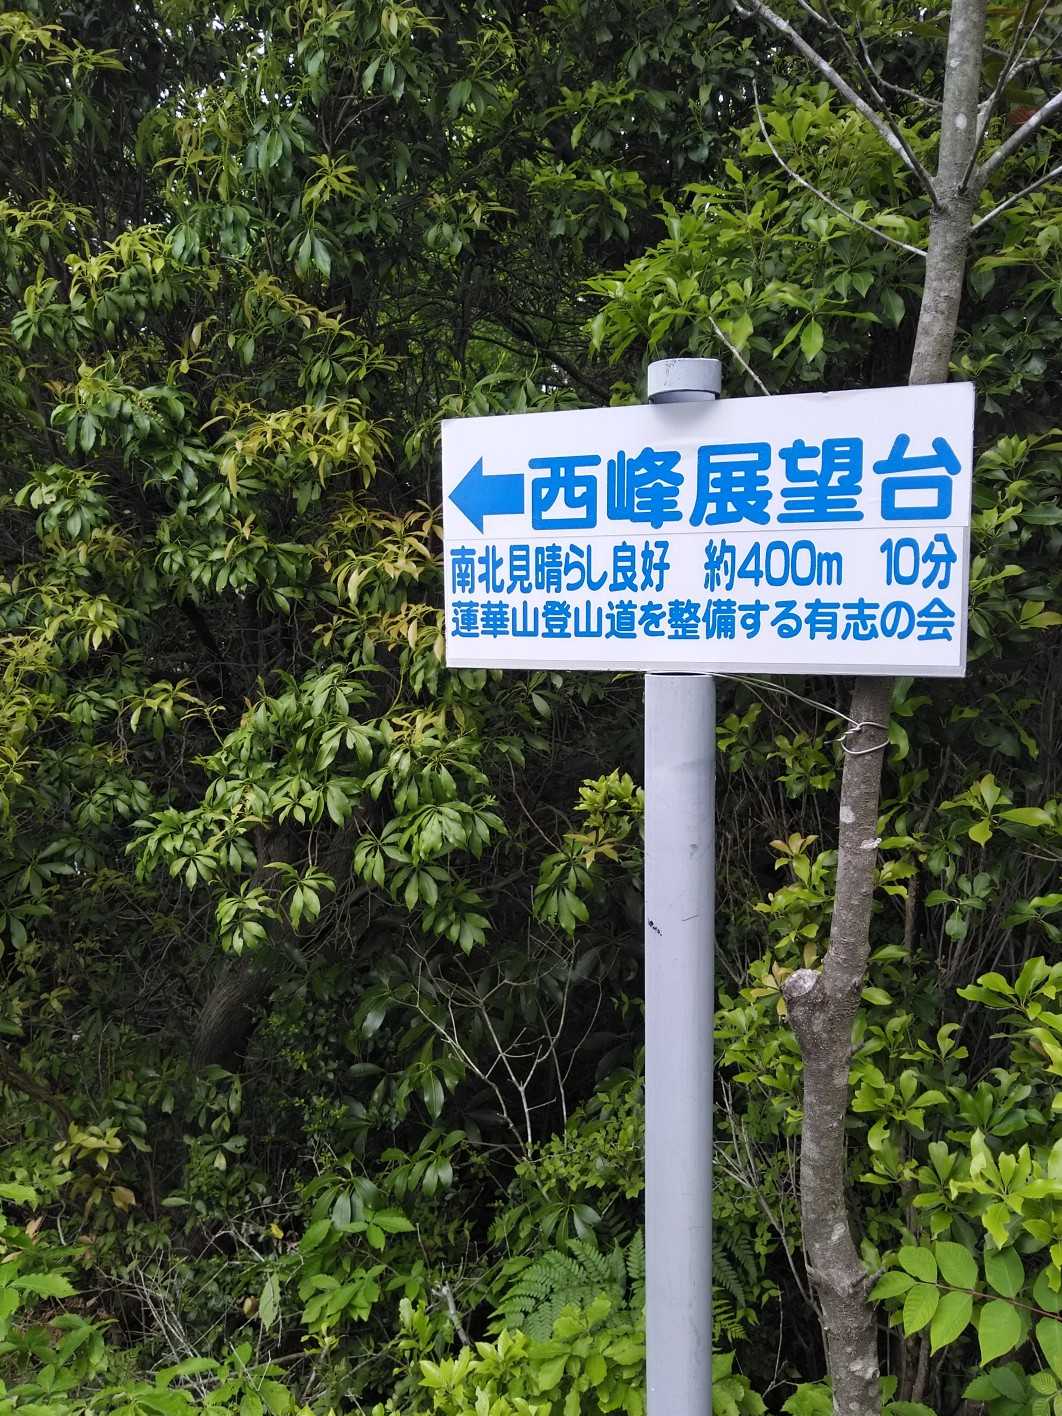 ←西峰展望台
南北見晴らし良好　約400m　10分
蓮華山登山道を整備する有志の会